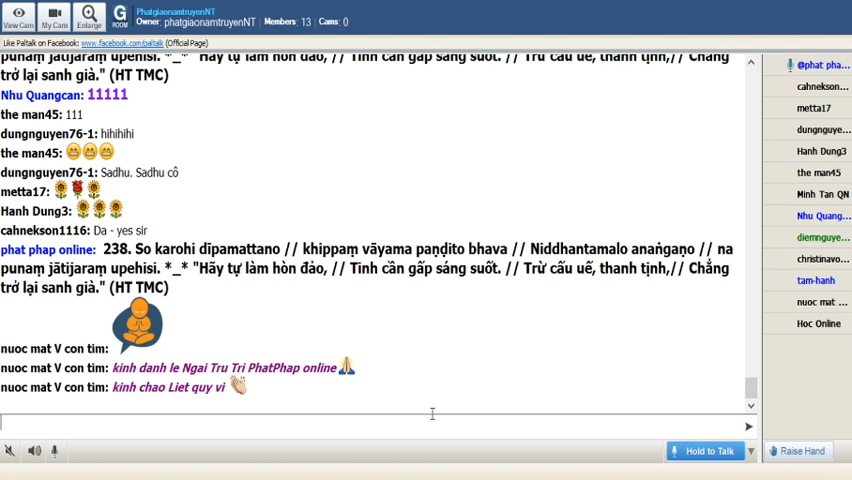 PhatgiaonamtruyenNT
Owner: phatgiaonamtruyenNT Members: 13 Cams: 0
View Cam My Cam Enlarge G ROOM
Like Paltalk on Facebook: www.facebook.com/paltalk (Official Page)
punaṃ jātijaraṃ upehisi. *_* "Hãy tự làm hòn đảo, // Tinh cần gấp sáng suốt. // Trừ cấu uế, thanh tịnh,// Chẳng
trở lại sanh già." (HT TMC)
Nhu Quangcan: 11111
the man45: 111
dungnguyen76-1: hihihihi
the man45:
dungnguyen76-1: Sadhu. Sadhu cô
metta17:
Hanh Dung3:
cahnekson1116: Da - yes sir
phat phap online: 238. So karohi dīpamattano // khippaṃ vāyama paṇḍito bhava // Niddhantamalo anaṅgaṇo // na
punaṃ jātijaraṃ upehisi. *_* "Hãy tự làm hòn đảo, // Tinh cần gấp sáng suốt. // Trừ cấu uế, thanh tịnh,// Chẳng
trở lại sanh già." (HT TMC)
nuoc mat V con tim:
nuoc mat V con tim: kinh danh le Ngai Tru Tri PhatPhap online
nuoc mat V con tim: kinh chao Liet quy vi
@phat pha...
cahnekson...
metta17
dungnguye...
Hanh Dung3
the man45
Minh Tan QN
Nhu Quang...
diemnguye...
christinavo...
tam-hanh
nuoc mat ...
Hoc Online
Hold to Talk
Raise Hand